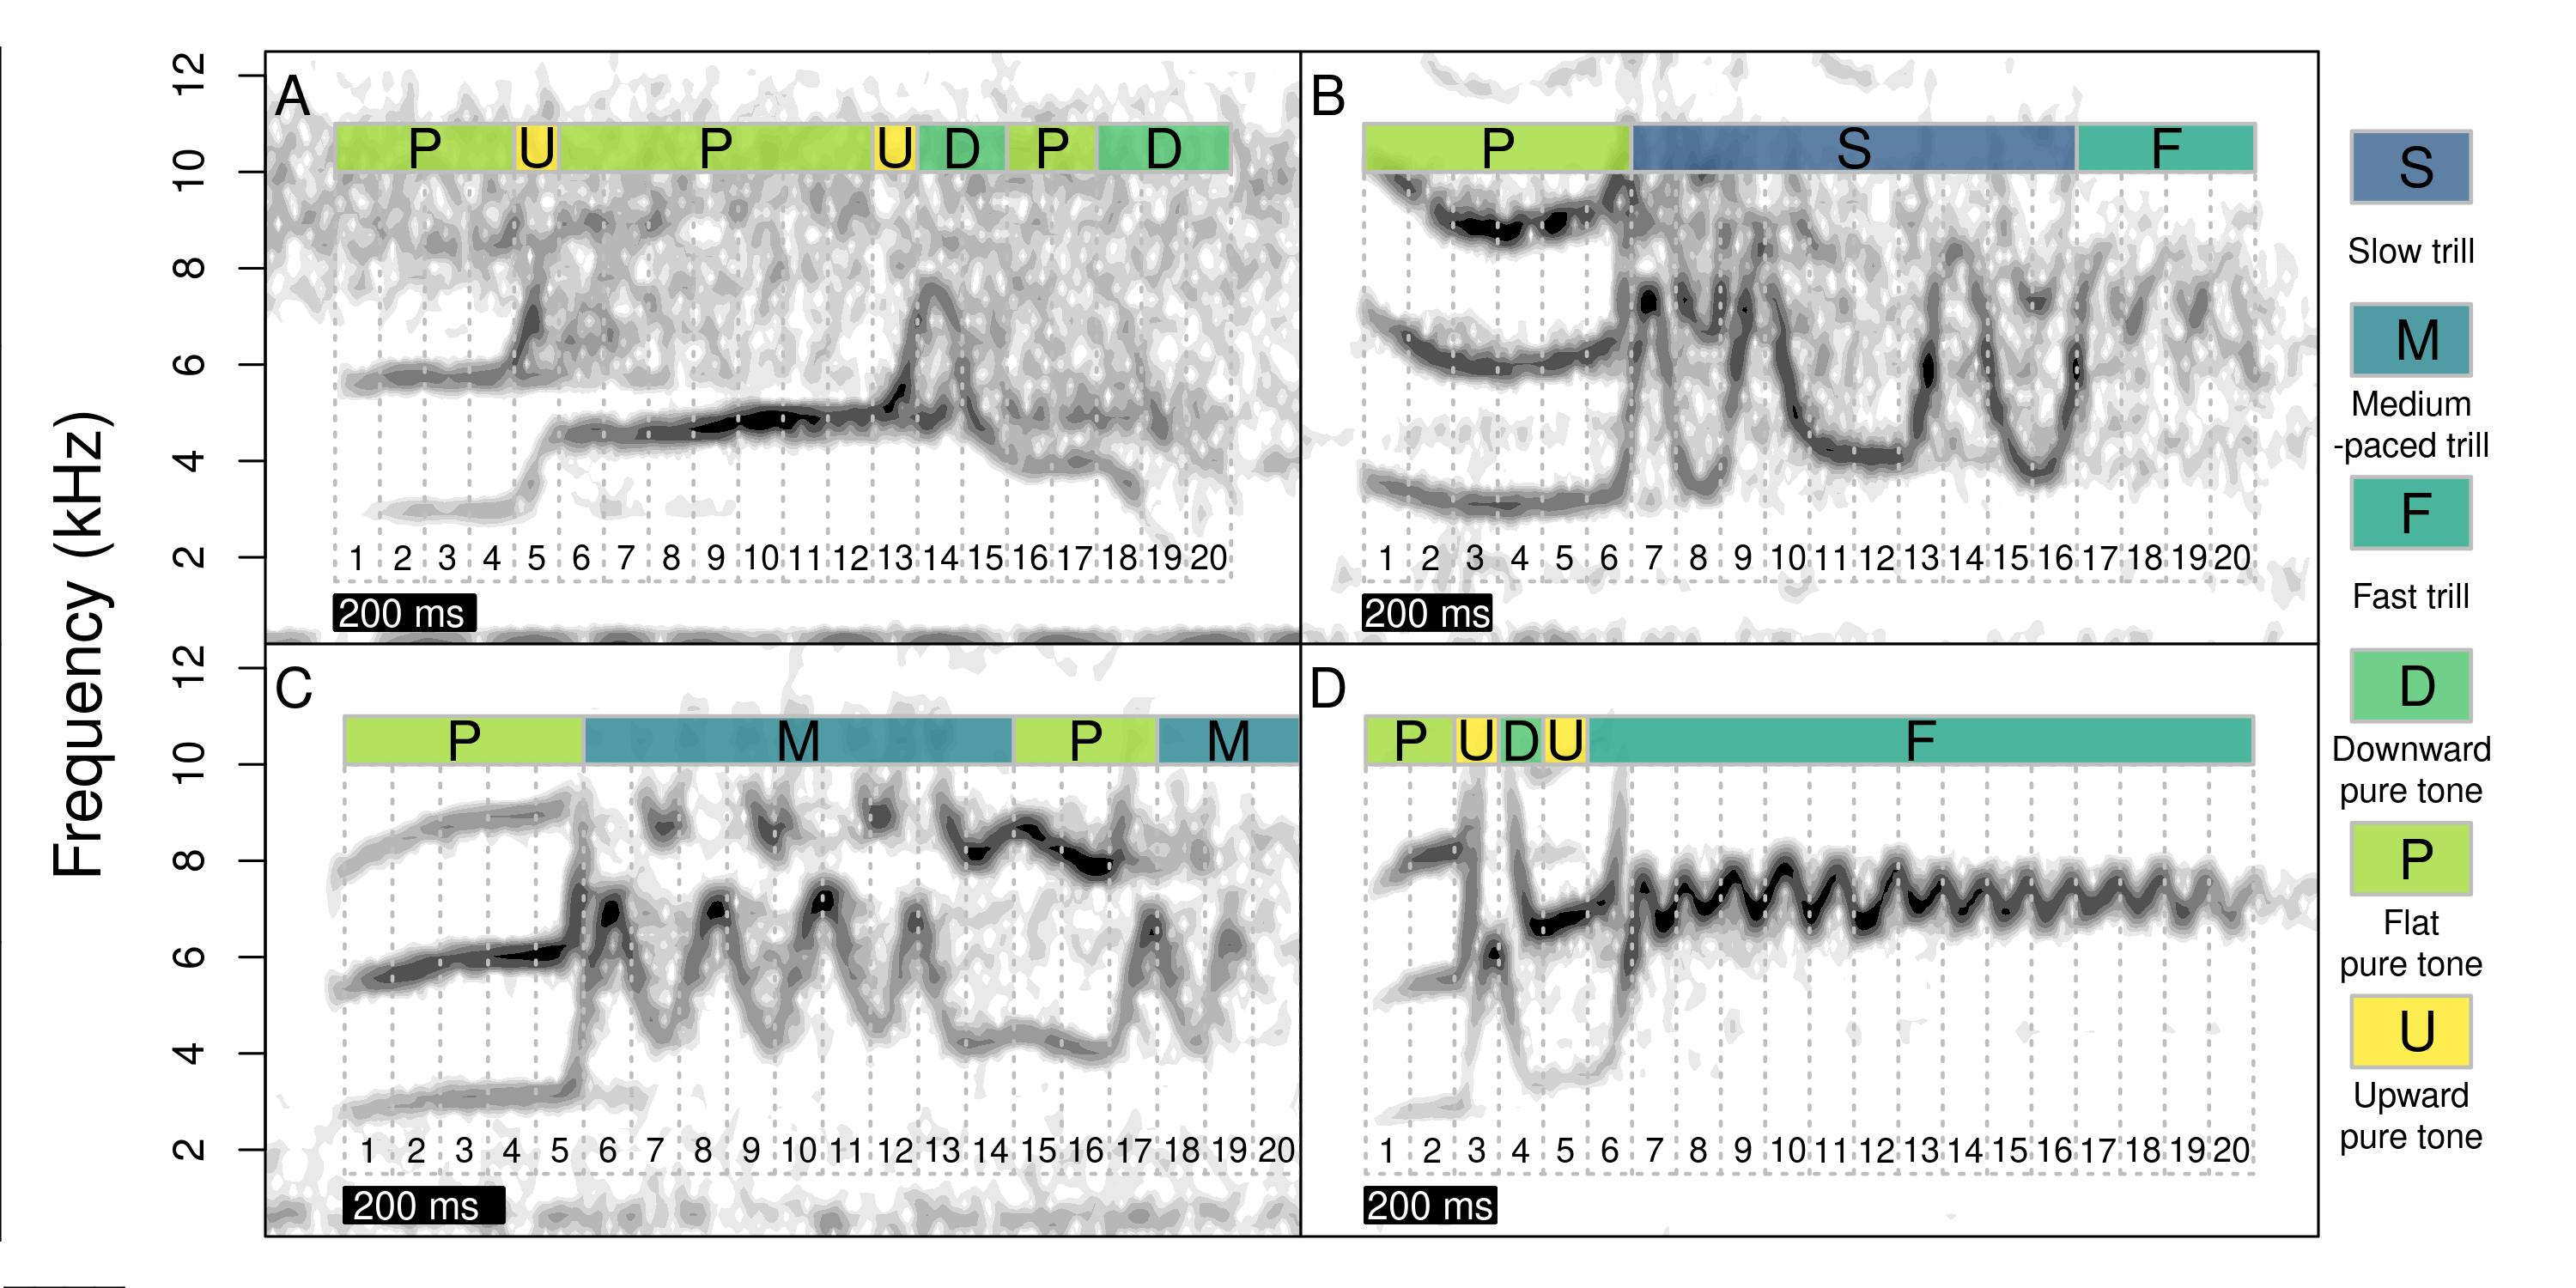 Frequency (kHz)
12
10
8
6
4
2
A
P U P U D P D
1 2 3 4 5 6 7 8 9 10 11 12 13 14 15 16 17 18 19 20
200 ms
B
P S F
1 2 3 4 5 6 7 8 9 10 11 12 13 14 15 16 17 18 19 20
200 ms
12
10
8
6
4
2
C
P M P M
1 2 3 4 5 6 7 8 9 10 11 12 13 14 15 16 17 18 19 20
200 ms
D
P U D U F
1 2 3 4 5 6 7 8 9 10 11 12 13 14 15 16 17 18 19 20
200 ms
S
Slow trill
M
Medium
-paced trill
F
Fast trill
D
Downward
pure tone
P
Flat
pure tone
U
Upward
pure tone